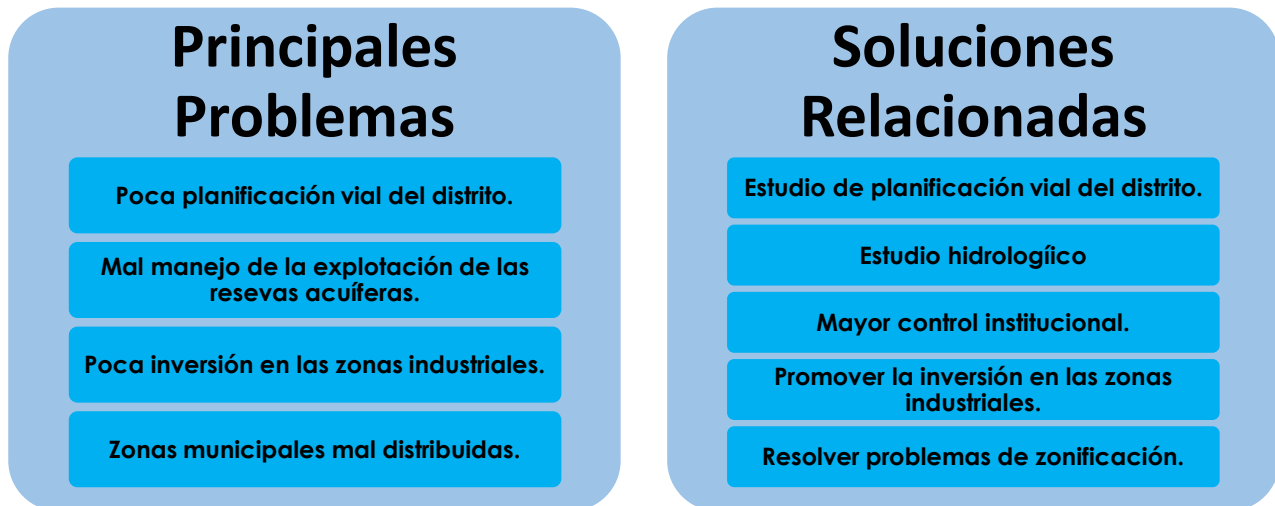 Principales
Problemas
Poca planificación vial del distrito.
Mal manejo de la explotación de las
resevas acuíferas.
Poca inversión en las zonas industriales.
Zonas municipales mal distribuidas.
Soluciones
Relacionadas
Estudio de planificación vial del distrito.
Estudio hidrologíico
Mayor control institucional.
Promover la inversión en las zonas
industriales.
Resolver problemas de zonificación.